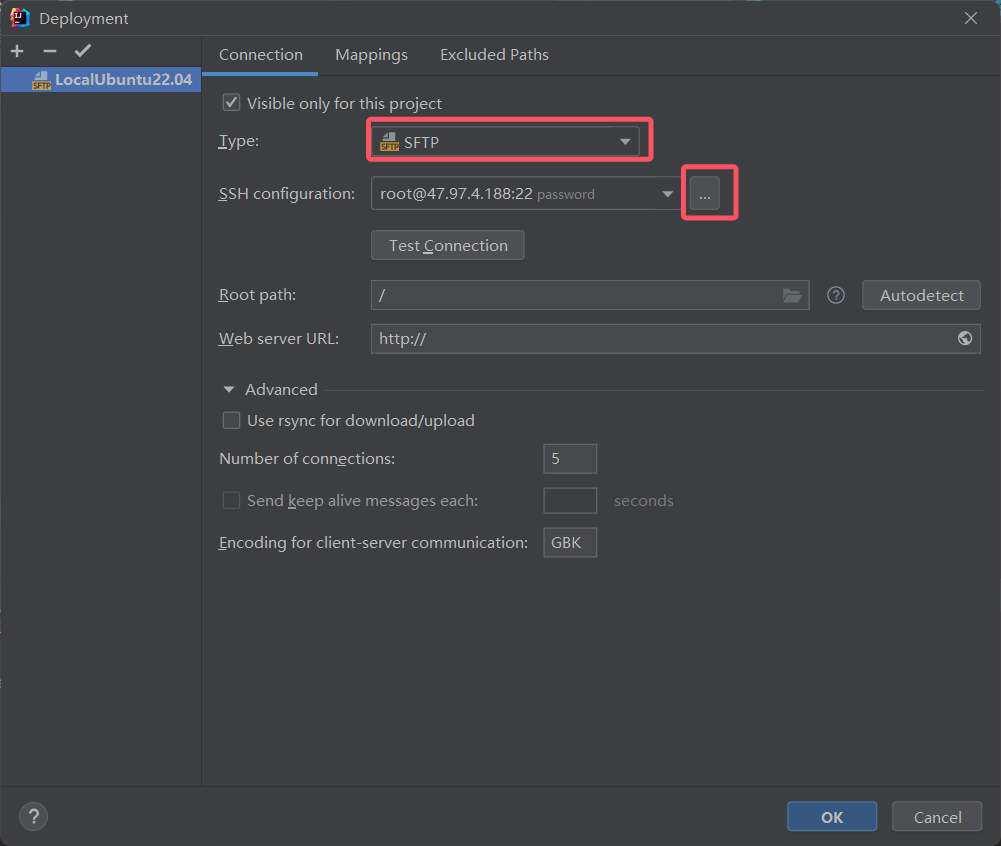 Deployment
LocalUbuntu22.04
Connection Mappings Excluded Paths
Visible only for this project
Type: SFTP
SSH configuration: root@47.97.4.188:22 password ...
Test Connection
Root path: / ? Autodetect
Web server URL: http://
Advanced
Use rsync for download/upload
Number of connections: 5
Send keep alive messages each: seconds
Encoding for client-server communication: GBK
? OK Cancel